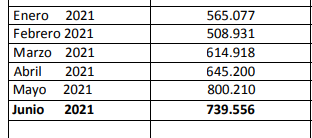 Enero 2021 565.077
Febrero 2021 508.931
Marzo 2021 614.918
Abril 2021 645.200
Mayo 2021 800.210
Junio 2021 739.556